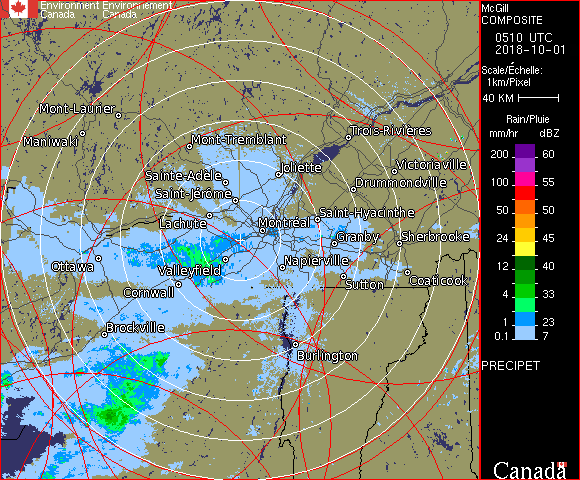 Environment Environnement
Canada Canada
McGill
COMPOSITE
0510 UTC
2018-10-01
Scale/Échelle:
1km/Pixel
40 KM
Rain/Pluie
mm/hr dBZ
200 60
100 55
50 50
24 45
12 40
4 33
1 23
0.1 7
PRECIPET
Canada
Mont-Laurier
Maniwaki
Mont-Tremblant
Trois-Rivières
Sainte-Adèle
Joliette
Victoriaville
Saint-Jérôme
Drummondville
Lachute
Montréal
Saint-Hyacinthe
Granby
Sherbrooke
Ottawa
Valleyfield
Napierville
Cornwall
Sutton
Coaticook
Brockville
Burlington